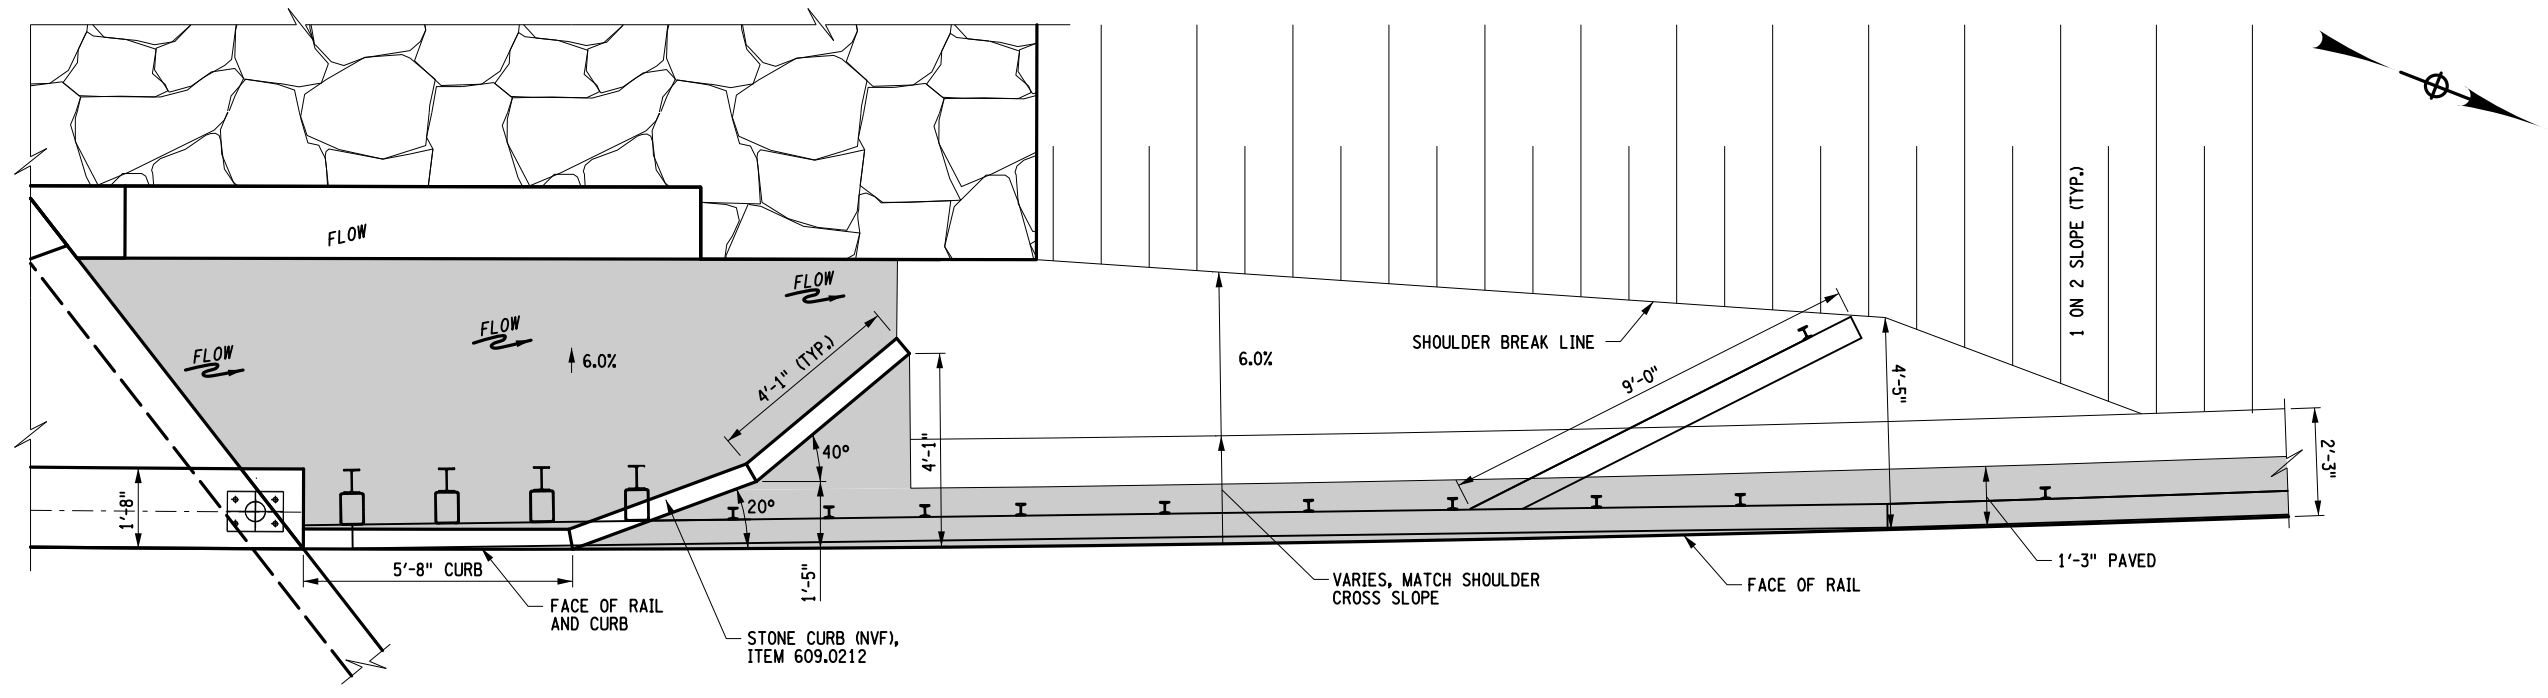 FLOW
FLOW
FLOW
FLOW
6.0%
4'-1" (TYP.)
40°
20°
4'-1"
1'-5"
1'-8"
5'-8" CURB
FACE OF RAIL
AND CURB
STONE CURB (NVF),
ITEM 609.0212
6.0%
SHOULDER BREAK LINE
9'-0"
4'-5"
1 ON 2 SLOPE (TYP.)
2'-3"
1'-3" PAVED
VARIES, MATCH SHOULDER
CROSS SLOPE
FACE OF RAIL